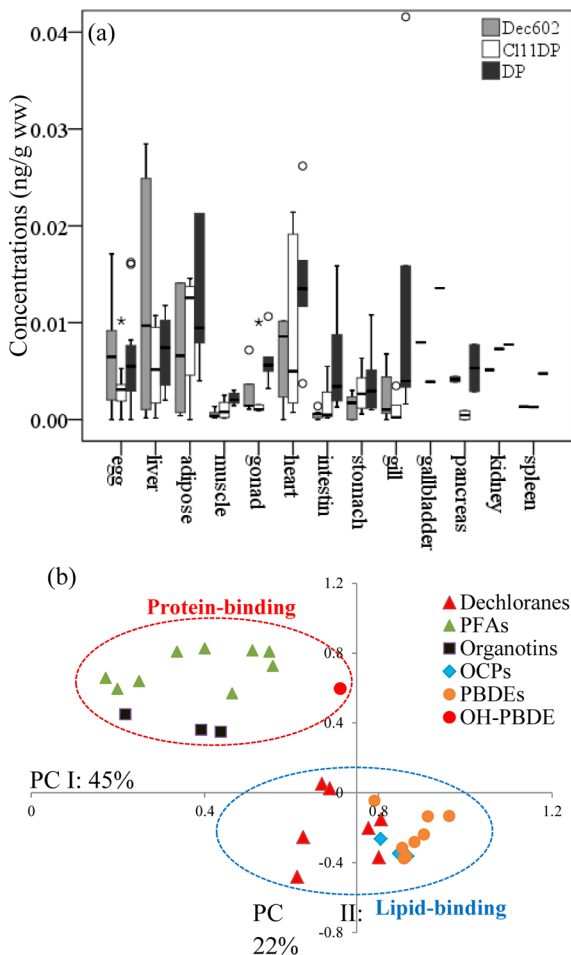 (a)
Dec602
Cl11DP
DP
Concentrations (ng/g ww)
0.04
0.03
0.02
0.01
0.00
egg
liver
adipose
muscle
gonad
heart
intestin
stomach
gill
gallbladder
pancreas
kidney
spleen
(b)
1.2
Protein-binding
Dechloranes
PFAs
Organotins
OCPs
PBDEs
OH-PBDE
0.8
0.4
PC I: 45%
0
0
0.4
0.8
1.2
-0.4
PC II:
22%
Lipid-binding
-0.8